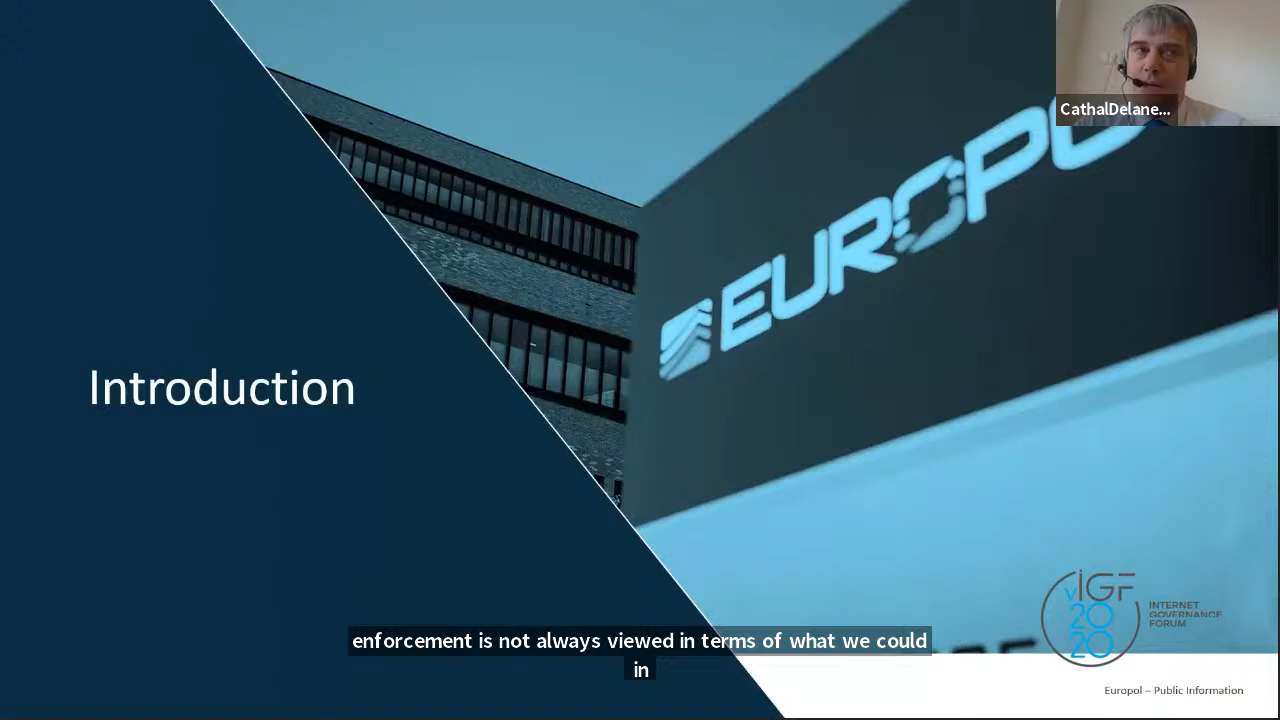 CathalDelane...
EUROPO
Introduction
vIGF
2020
INTERNET
GOVERNANCE
FORUM
enforcement is not always viewed in terms of what we could
in
Europol – Public Information